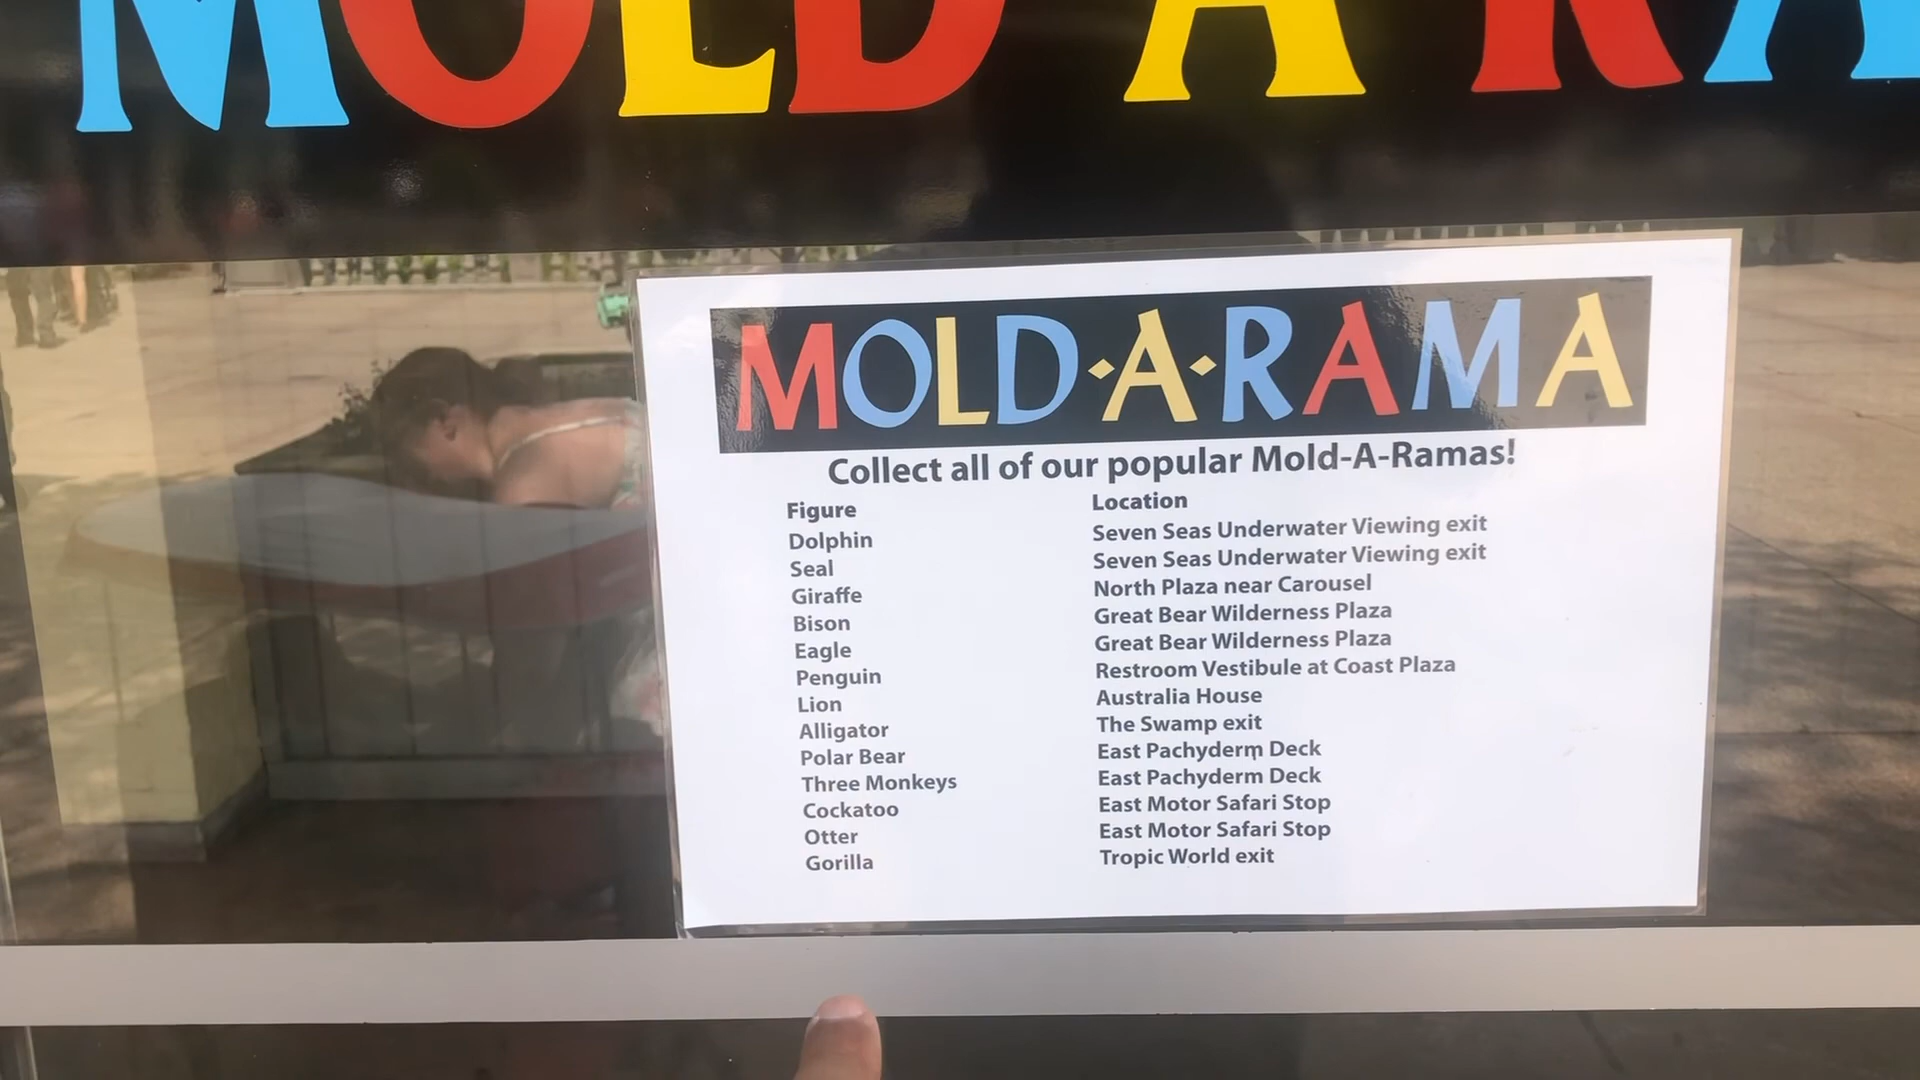 MOLD A RA
MOLD•A•RAMA
Collect all of our popular Mold-A-Ramas!
Figure Location
Dolphin Seven Seas Underwater Viewing exit
Seal Seven Seas Underwater Viewing exit
Giraffe North Plaza near Carousel
Bison Great Bear Wilderness Plaza
Eagle Great Bear Wilderness Plaza
Penguin Restroom Vestibule at Coast Plaza
Lion Australia House
Alligator The Swamp exit
Polar Bear East Pachyderm Deck
Three Monkeys East Pachyderm Deck
Cockatoo East Motor Safari Stop
Otter East Motor Safari Stop
Gorilla Tropic World exit